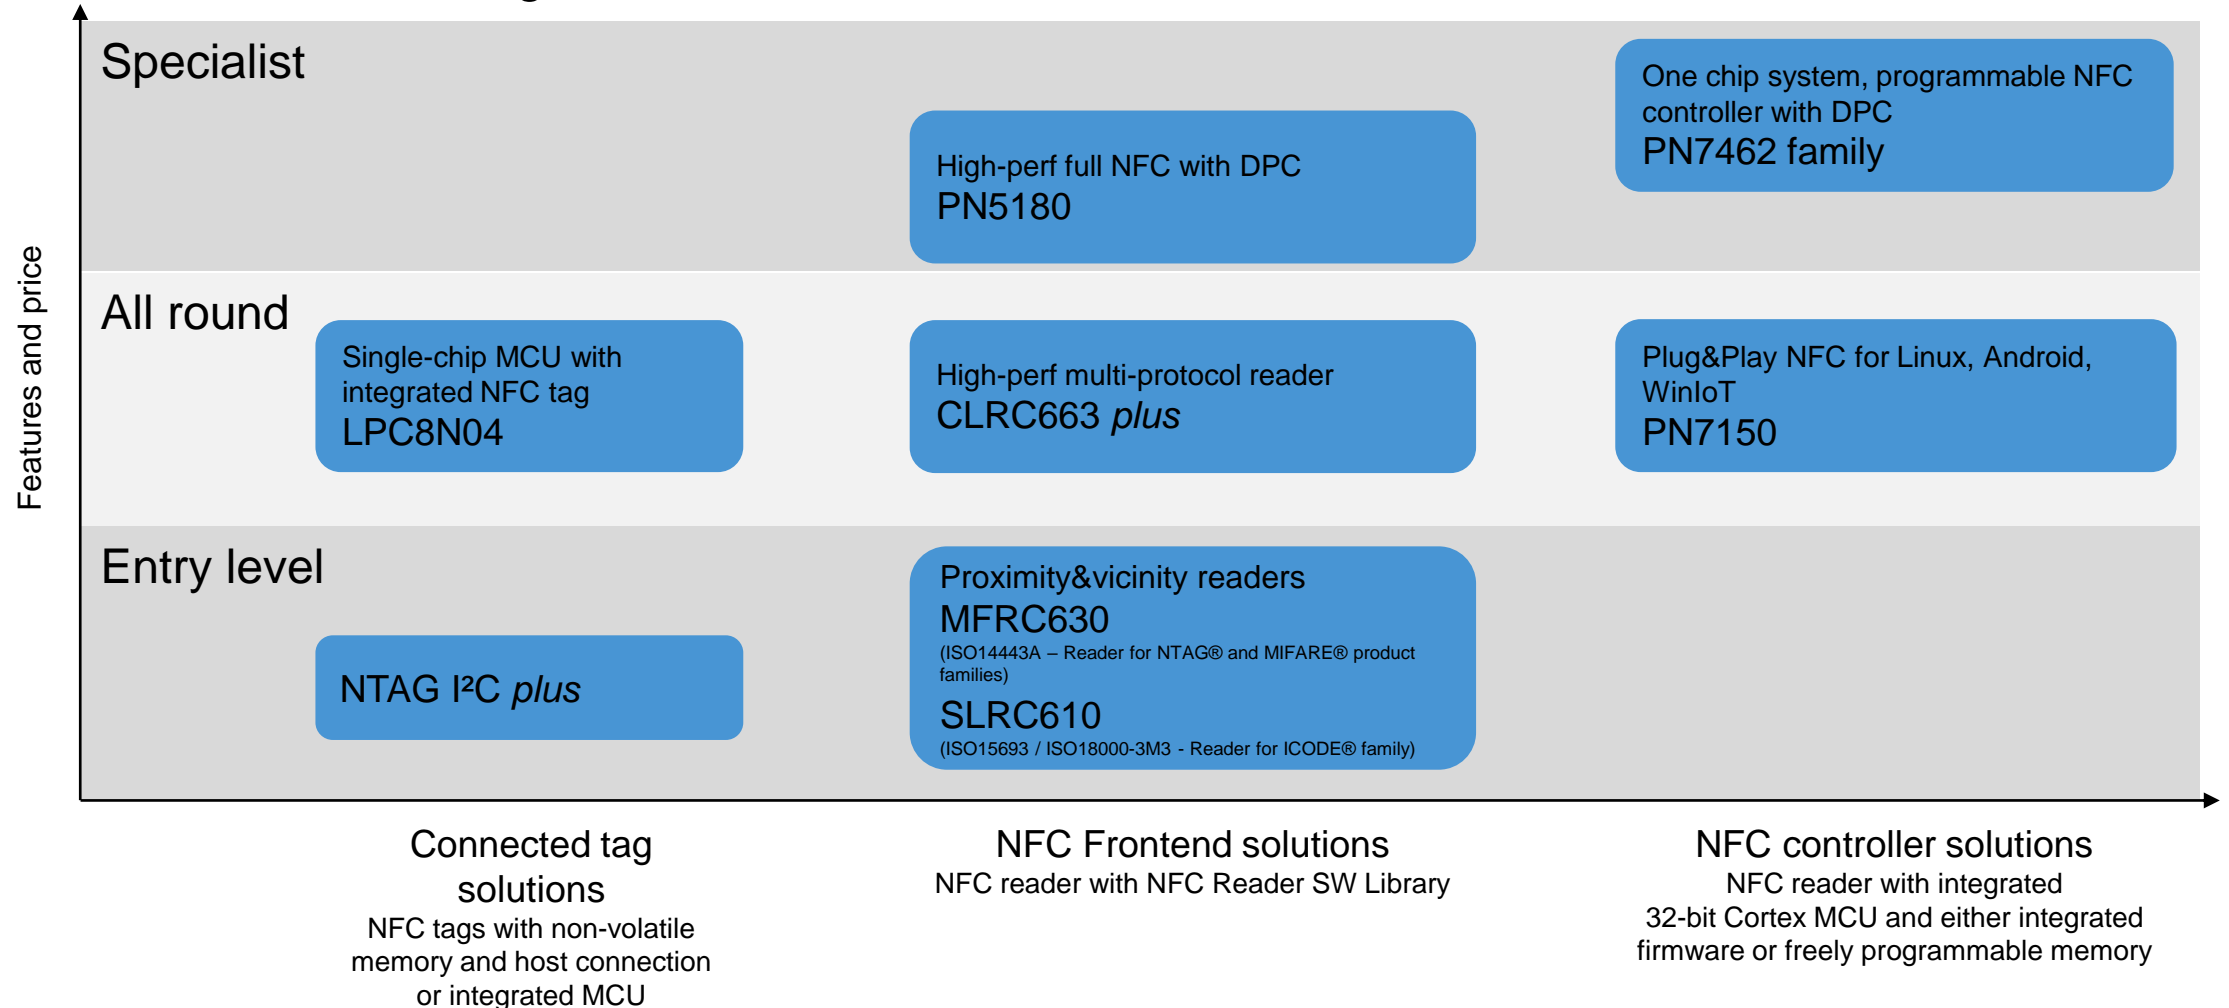 Specialist
One chip system, programmable NFC
controller with DPC
PN7462 family
High-perf full NFC with DPC
PN5180
Features and price
All round
Single-chip MCU with
integrated NFC tag
LPC8N04
High-perf multi-protocol reader
CLRC663 plus
Plug&Play NFC for Linux, Android,
WinIoT
PN7150
Entry level
NTAG I²C plus
Proximity&vicinity readers
MFRC630
(ISO14443A – Reader for NTAG® and MIFARE® product
families)
SLRC610
(ISO15693 / ISO18000-3M3 - Reader for ICODE® family)
Connected tag
solutions
NFC tags with non-volatile
memory and host connection
or integrated MCU
NFC Frontend solutions
NFC reader with NFC Reader SW Library
NFC controller solutions
NFC reader with integrated
32-bit Cortex MCU and either integrated
firmware or freely programmable memory